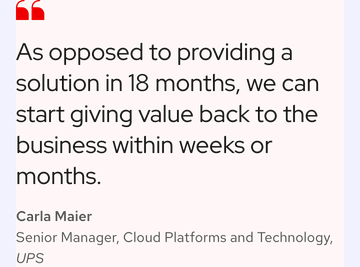 As opposed to providing a
solution in 18 months, we can
start giving value back to the
business within weeks or
months.
Carla Maier
Senior Manager, Cloud Platforms and Technology,
UPS